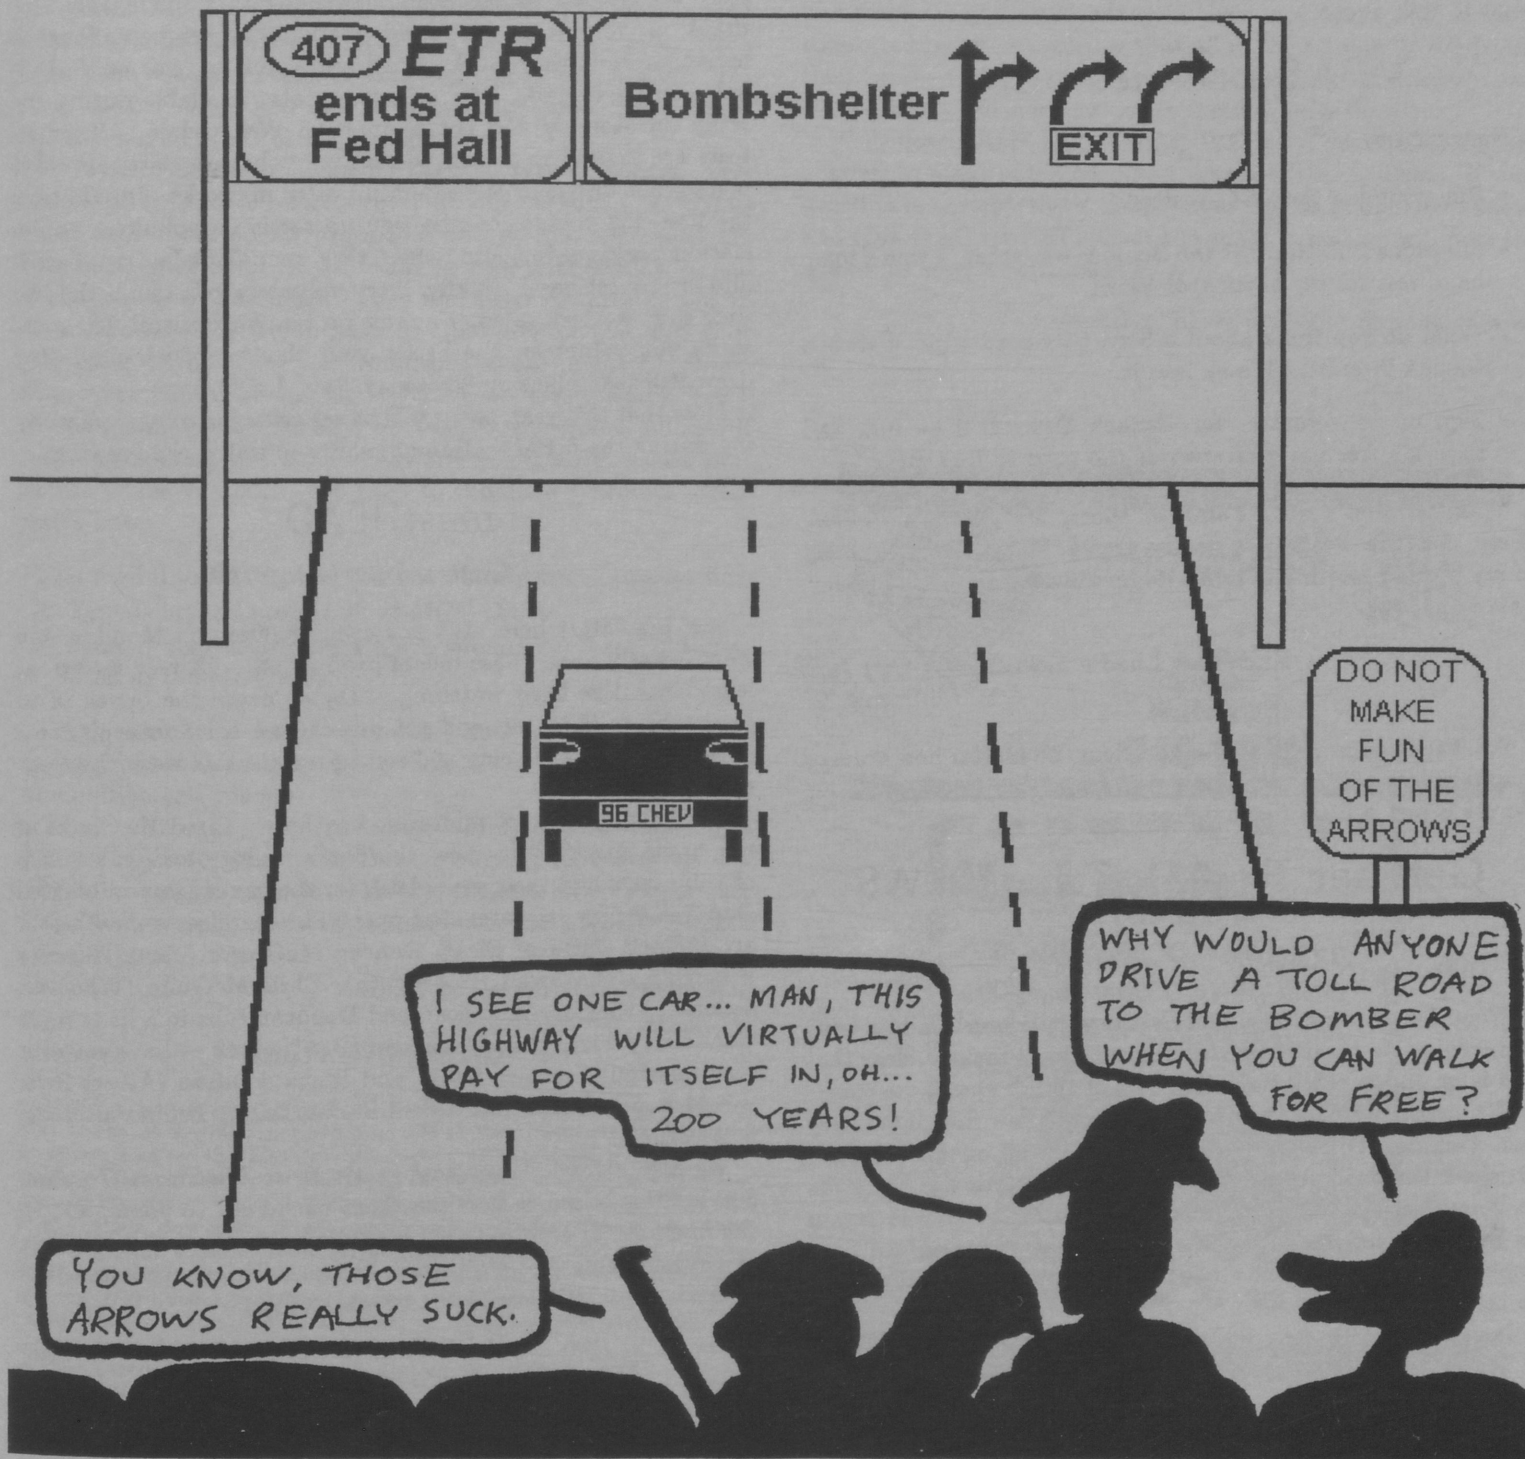 407 ETR
ends at
Fed Hall
Bombshelter
EXIT
96 CHEV
DO NOT
MAKE
FUN
OF THE
ARROWS
I SEE ONE CAR... MAN, THIS
HIGHWAY WILL VIRTUALLY
PAY FOR ITSELF IN, OH...
200 YEARS!
WHY WOULD ANYONE
DRIVE A TOLL ROAD
TO THE BOMBER
WHEN YOU CAN WALK
FOR FREE?
YOU KNOW, THOSE
ARROWS REALLY SUCK.